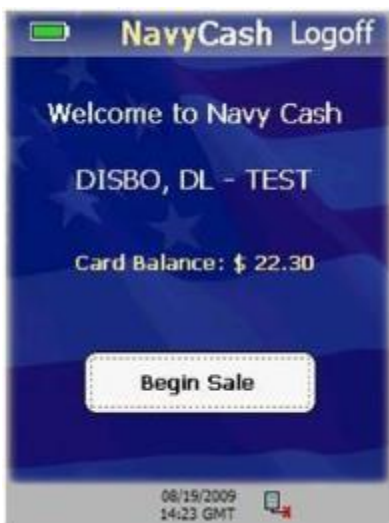 NavyCash Logoff
Welcome to Navy Cash
DISBO, DL - TEST
Card Balance: $ 22.30
Begin Sale
08/19/2009
14:23 GMT